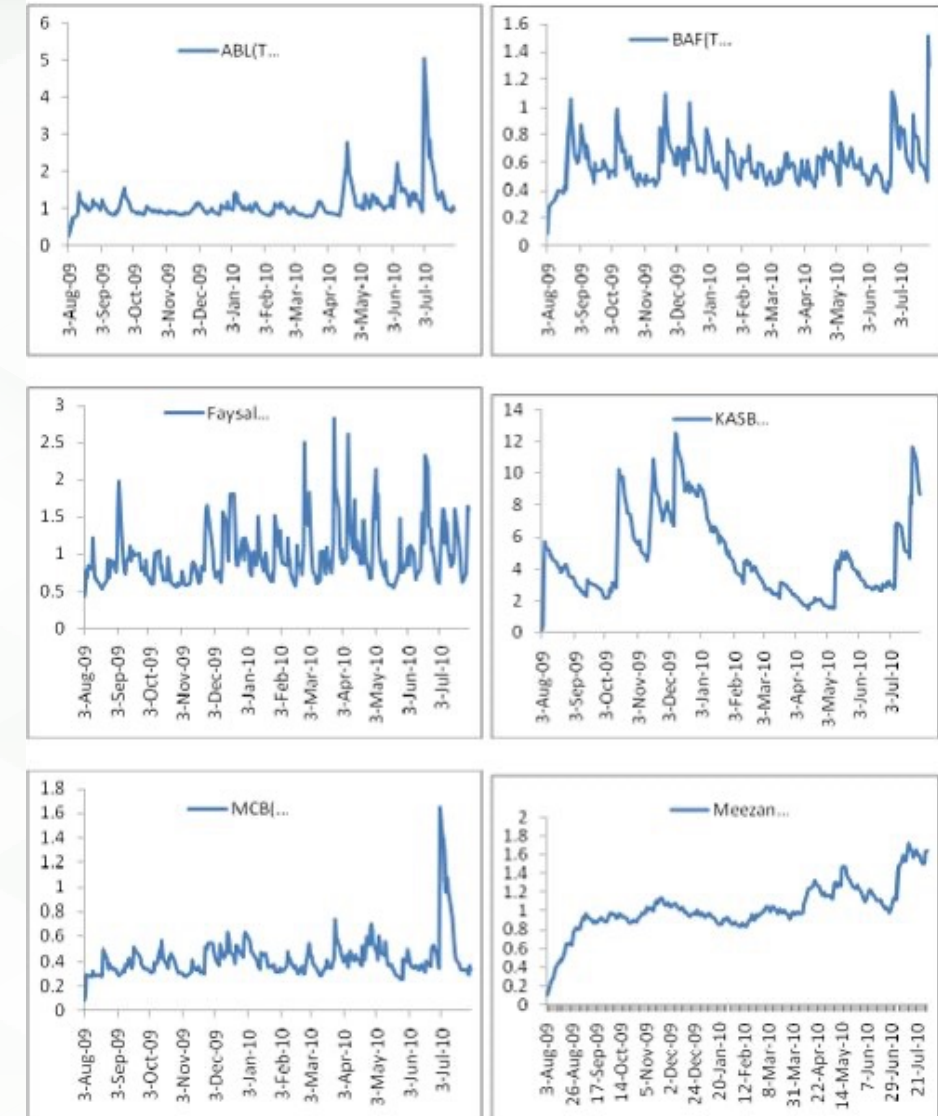 ABL(T...
6
5
4
3
2
1
0
3-Aug-09
3-Sep-09
3-Oct-09
3-Nov-09
3-Dec-09
3-Jan-10
3-Feb-10
3-Mar-10
3-Apr-10
3-May-10
3-Jun-10
3-Jul-10
BAF(T...
1.6
1.4
1.2
1
0.8
0.6
0.4
0.2
0
3-Aug-09
3-Sep-09
3-Oct-09
3-Nov-09
3-Dec-09
3-Jan-10
3-Feb-10
3-Mar-10
3-Apr-10
3-May-10
3-Jun-10
3-Jul-10
Faysal...
3
2.5
2
1.5
1
0.5
0
3-Aug-09
3-Sep-09
3-Oct-09
3-Nov-09
3-Dec-09
3-Jan-10
3-Feb-10
3-Mar-10
3-Apr-10
3-May-10
3-Jun-10
3-Jul-10
KASB...
14
12
10
8
6
4
2
0
3-Aug-09
3-Sep-09
3-Oct-09
3-Nov-09
3-Dec-09
3-Jan-10
3-Feb-10
3-Mar-10
3-Apr-10
3-May-10
3-Jun-10
3-Jul-10
MCB(...
1.8
1.6
1.4
1.2
1
0.8
0.6
0.4
0.2
0
3-Aug-09
3-Sep-09
3-Oct-09
3-Nov-09
3-Dec-09
3-Jan-10
3-Feb-10
3-Mar-10
3-Apr-10
3-May-10
3-Jun-10
3-Jul-10
Meezan...
2
1.8
1.6
1.4
1.2
1
0.8
0.6
0.4
0.2
0
3-Aug-09
26-Aug-09
17-Sep-09
14-Oct-09
5-Nov-09
2-Dec-09
24-Dec-09
20-Jan-10
12-Feb-10
8-Mar-10
31-Mar-10
22-Apr-10
14-May-10
7-Jun-10
29-Jun-10
21-Jul-10